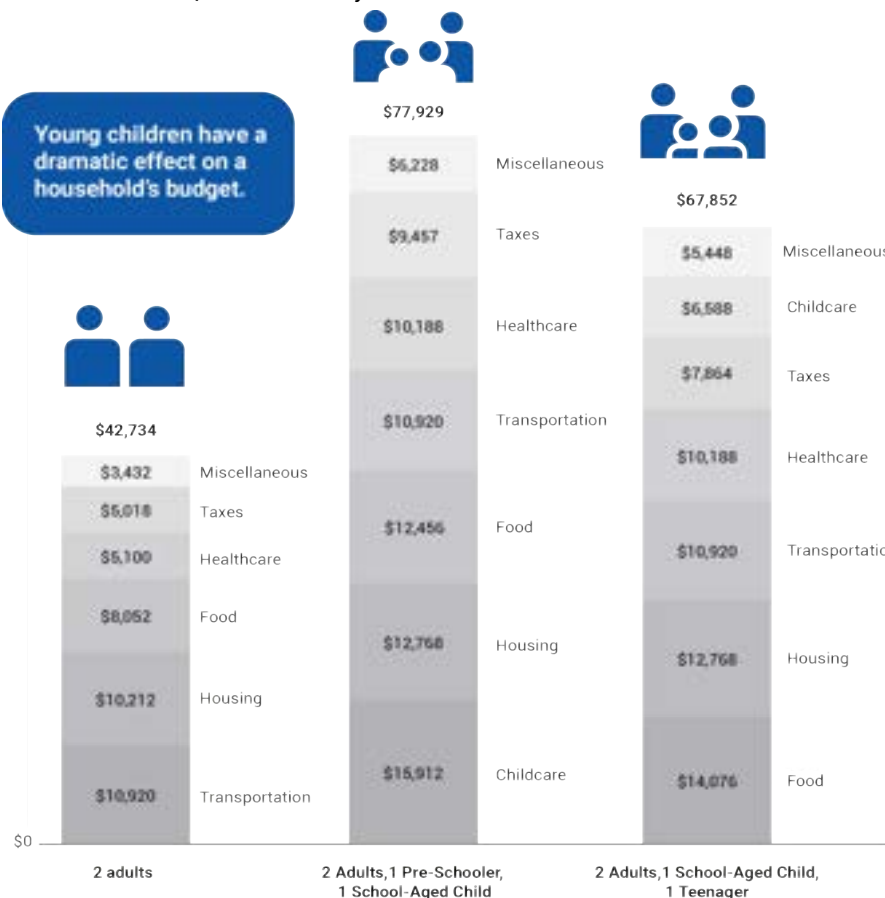 Young children have a
dramatic effect on a
household's budget.
$42,734
$3,432 Miscellaneous
$5,018 Taxes
$5,100 Healthcare
$8,052 Food
$10,212 Housing
$10,920 Transportation
2 adults
$77,929
$6,228 Miscellaneous
$9,457 Taxes
$10,188 Healthcare
$10,920 Transportation
$12,456 Food
$12,768 Housing
$15,912 Childcare
2 Adults,1 Pre-Schooler,
1 School-Aged Child
$67,852
$5,448 Miscellaneous
$6,588 Childcare
$7,864 Taxes
$10,188 Healthcare
$10,920 Transportatio
$12,768 Housing
$14,076 Food
2 Adults,1 School-Aged Child,
1 Teenager
$0